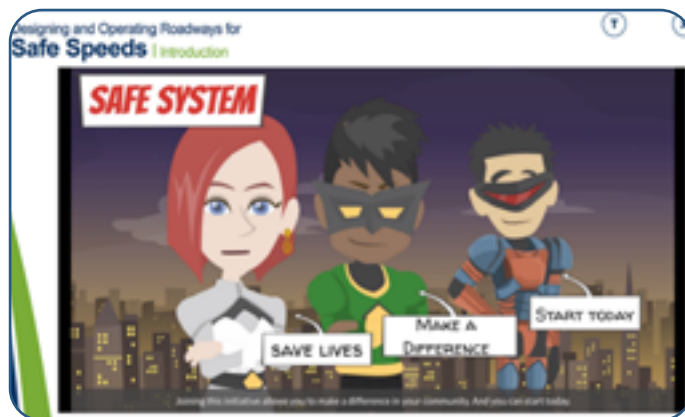 Designing and Operating Roadways for
Safe Speeds | Introduction
T
SAFE SYSTEM
SAVE LIVES
MAKE A
DIFFERENCE
START TODAY
Joining this initiative allows you to make a difference in your community. And you can start today.